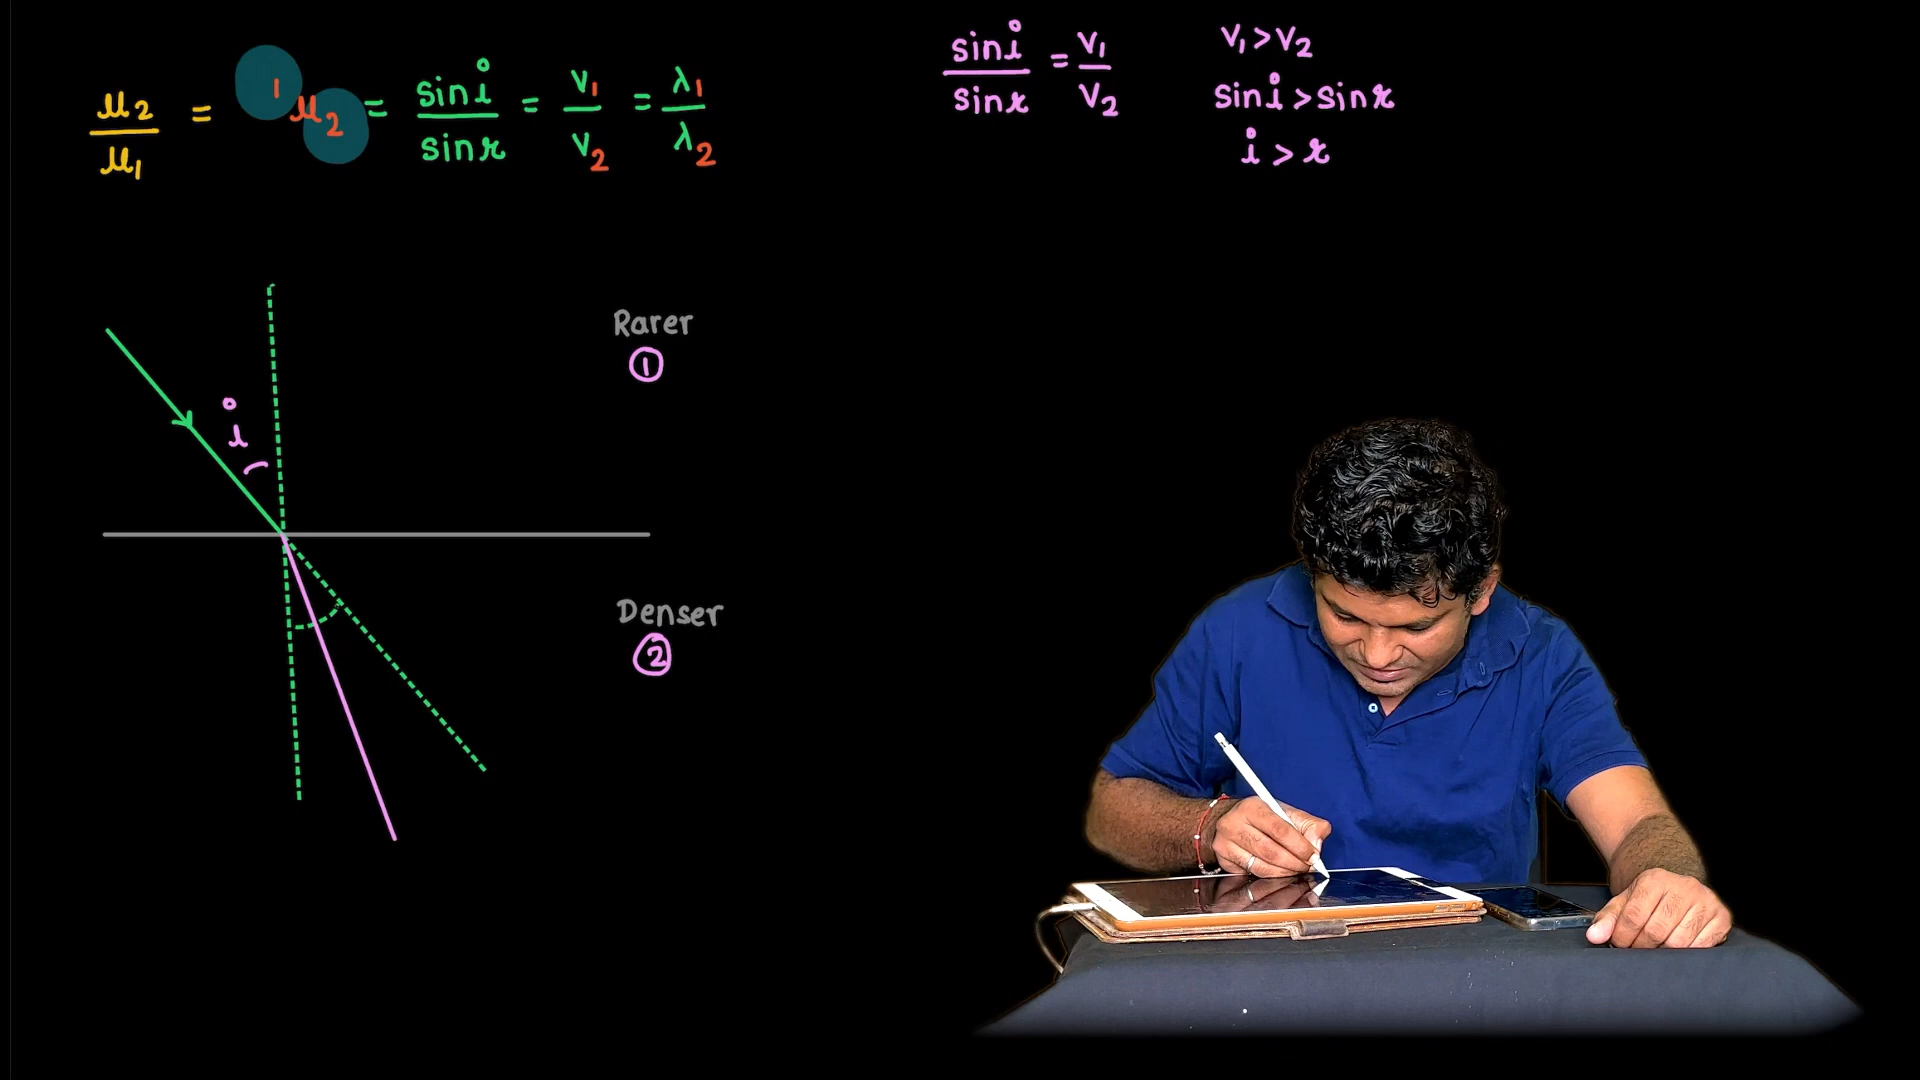 μ2/μ1 = 1μ2 = sin i/sin r = v1/v2 = λ1/λ2
sin i/sin r = v1/v2
v1 > v2
sin i > sin r
i > r
Rarer
①
i
Denser
②